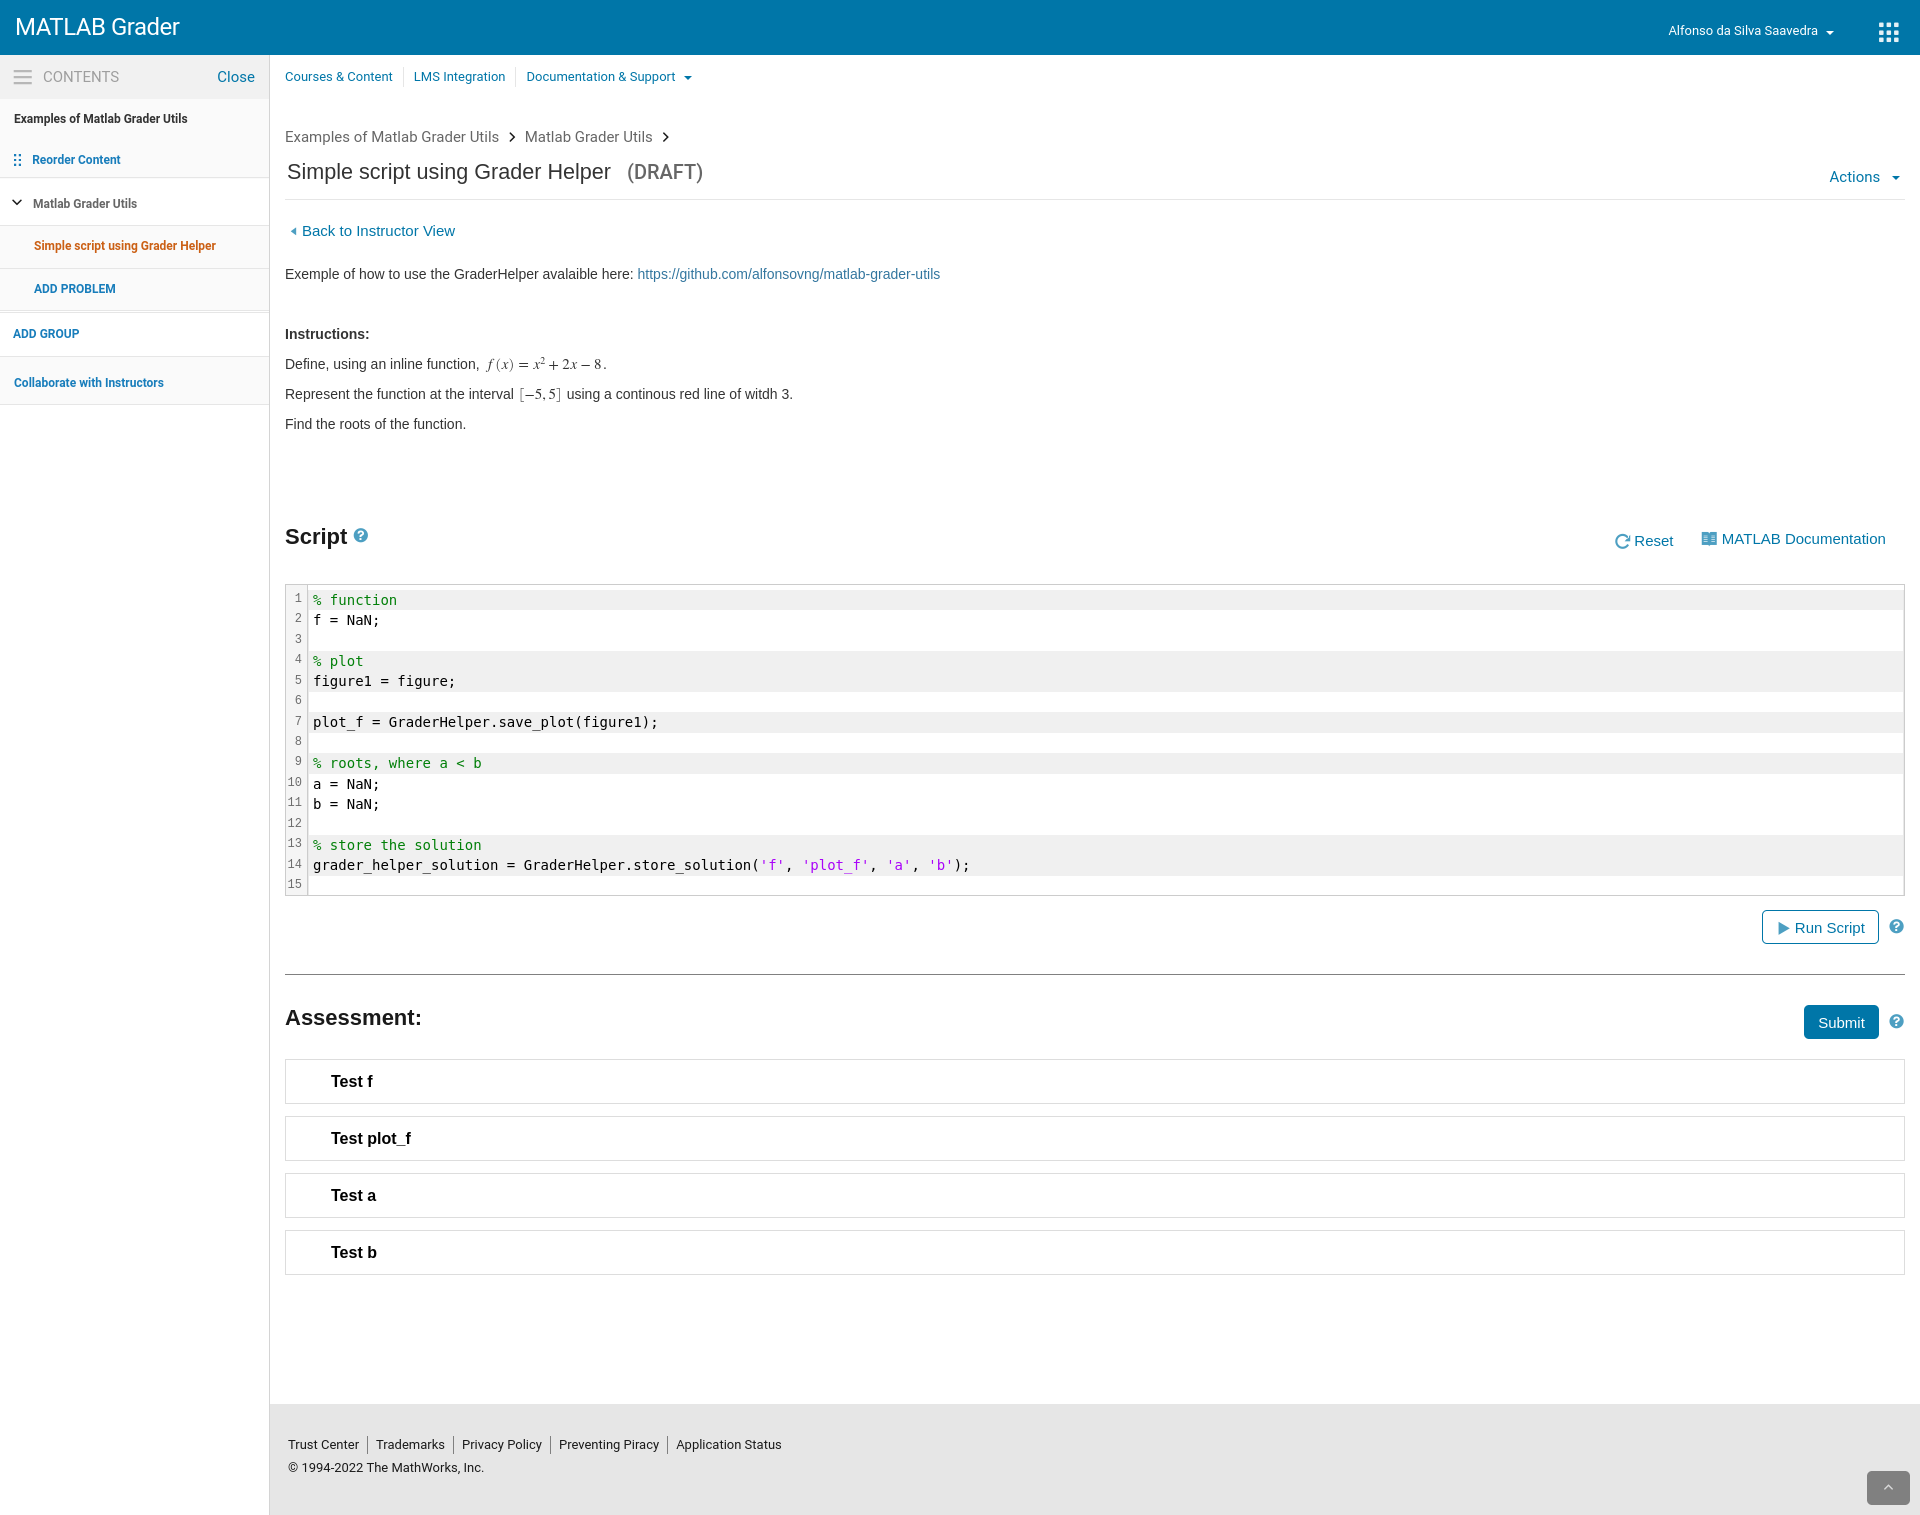 MATLAB Grader
Alfonso da Silva Saavedra
CONTENTS
Close
Examples of Matlab Grader Utils
Reorder Content
Matlab Grader Utils
Simple script using Grader Helper
ADD PROBLEM
ADD GROUP
Collaborate with Instructors
Courses & Content
LMS Integration
Documentation & Support
Examples of Matlab Grader Utils > Matlab Grader Utils >
Simple script using Grader Helper (DRAFT)
Actions
Back to Instructor View
Exemple of how to use the GraderHelper avalaible here: https://github.com/alfonsovng/matlab-grader-utils
Instructions:
Define, using an inline function, f(x) = x² + 2x − 8.
Represent the function at the interval [−5, 5] using a continous red line of witdh 3.
Find the roots of the function.
Script ?
Reset
MATLAB Documentation
1 % function
2 f = NaN;
3
4 % plot
5 figure1 = figure;
6
7 plot_f = GraderHelper.save_plot(figure1);
8
9 % roots, where a < b
10 a = NaN;
11 b = NaN;
12
13 % store the solution
14 grader_helper_solution = GraderHelper.store_solution('f', 'plot_f', 'a', 'b');
15
Run Script ?
Assessment:
Submit ?
Test f
Test plot_f
Test a
Test b
Trust Center
Trademarks
Privacy Policy
Preventing Piracy
Application Status
© 1994-2022 The MathWorks, Inc.